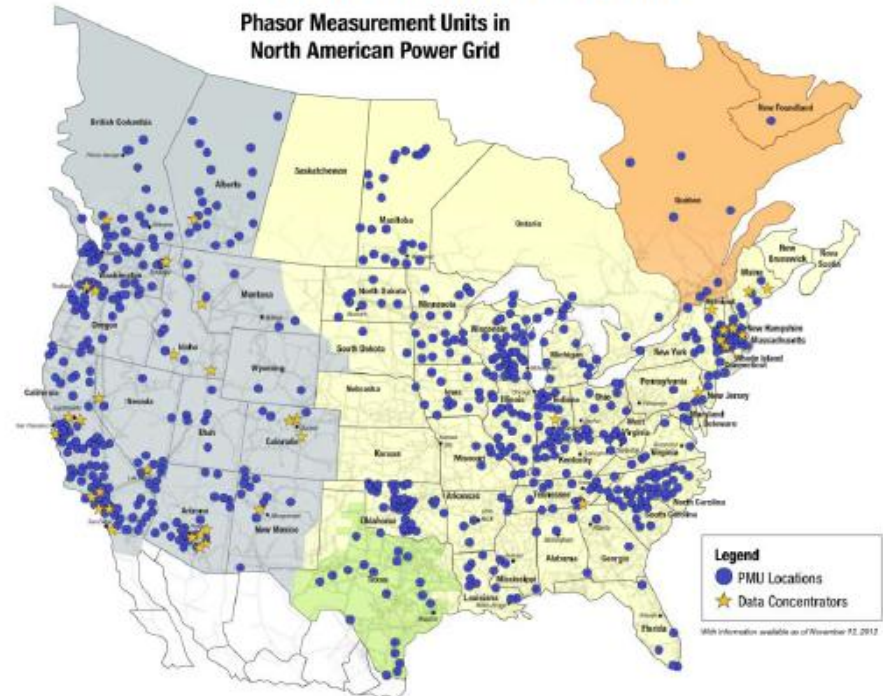 Phasor Measurement Units in
North American Power Grid
British Columbia
Alberta
Saskatchewan
Manitoba
Ontario
Quebec
New Foundland
New
Brunswick
Nova
Scotia
Maine
Washington
Montana
North Dakota
Minnesota
Vermont
New Hampshire
Massachusetts
Rhode Island
Connecticut
Oregon
Idaho
South Dakota
Wisconsin
Michigan
New York
Wyoming
Nebraska
Iowa
Illinois
Indiana
Ohio
Pennsylvania
New Jersey
Maryland
Delaware
California
Nevada
Utah
Colorado
Kansas
Missouri
Kentucky
West
Virginia
Virginia
Arizona
New Mexico
Oklahoma
Arkansas
Tennessee
North Carolina
South Carolina
Texas
Louisiana
Mississippi
Alabama
Georgia
Florida
Legend
PMU Locations
Data Concentrators
With information available as of November 12, 2012